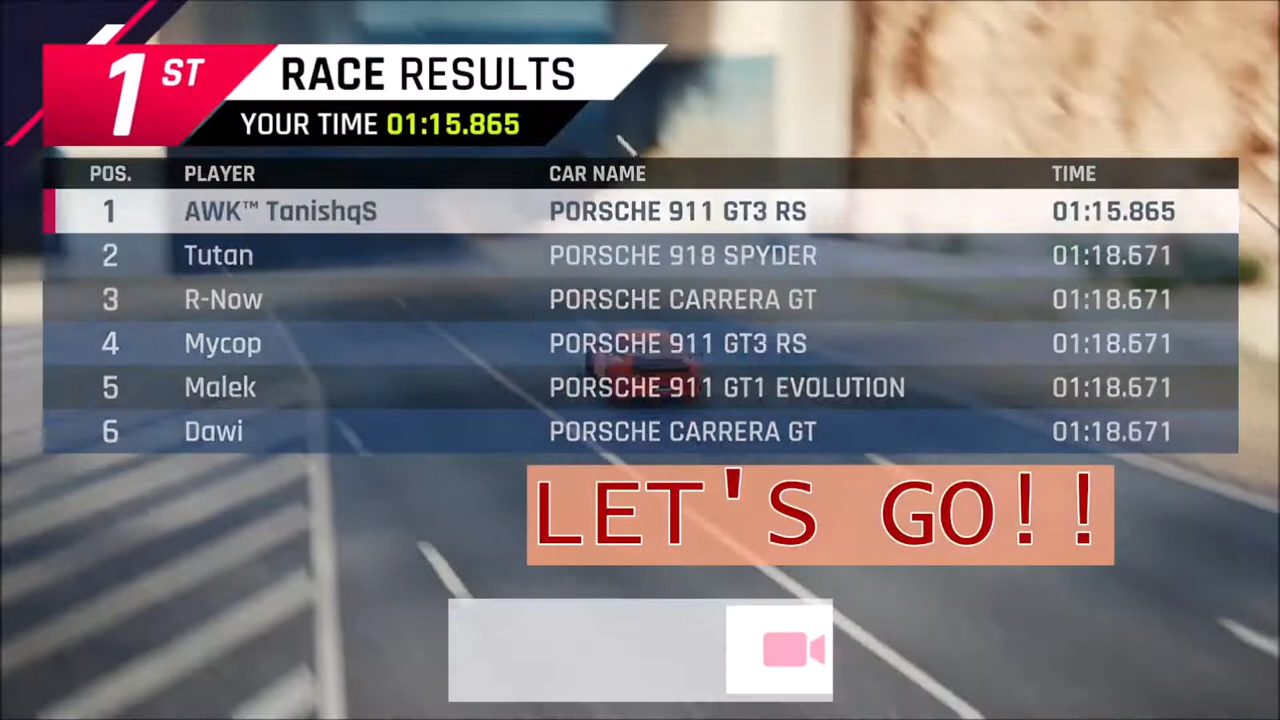 1ST
RACE RESULTS
YOUR TIME 01:15.865
POS. PLAYER CAR NAME TIME
1 AWK™ TanishqS PORSCHE 911 GT3 RS 01:15.865
2 Tutan PORSCHE 918 SPYDER 01:18.671
3 R-Now PORSCHE CARRERA GT 01:18.671
4 Mycop PORSCHE 911 GT3 RS 01:18.671
5 Malek PORSCHE 911 GT1 EVOLUTION 01:18.671
6 Dawi PORSCHE CARRERA GT 01:18.671
LET'S GO!!